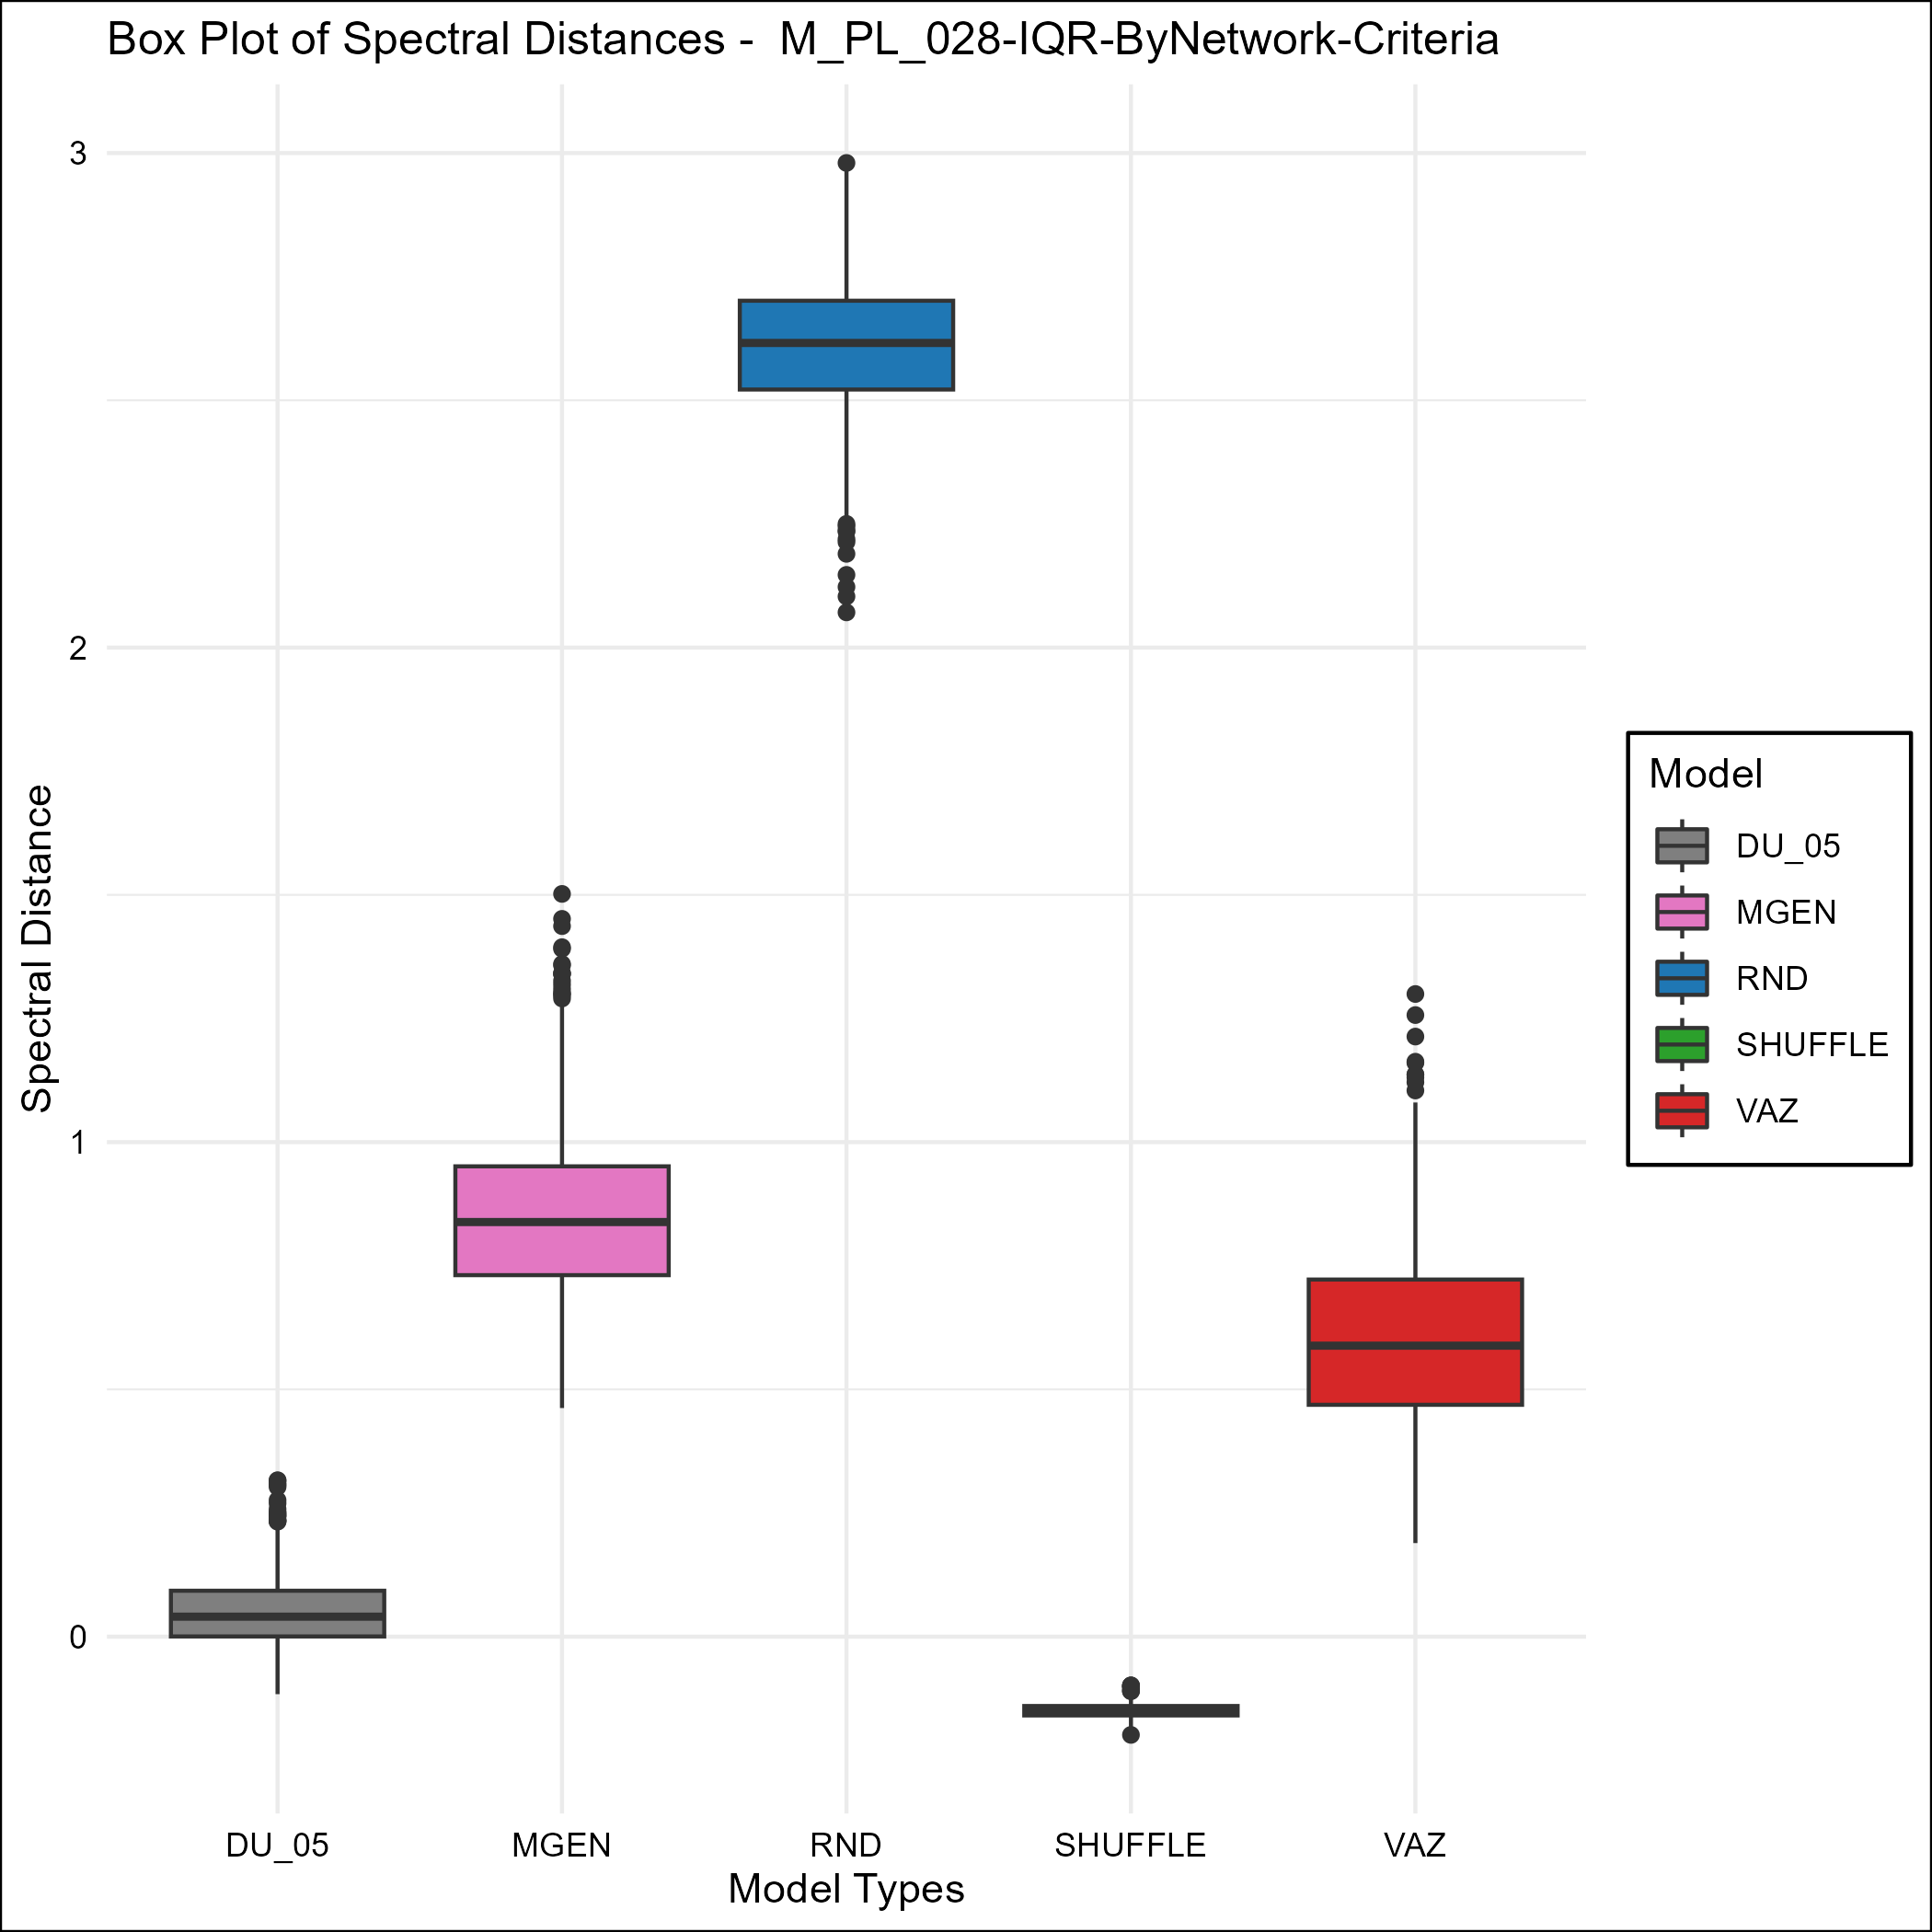 Box Plot of Spectral Distances -  M_PL_028-IQR-ByNetwork-Criteria
3
2
1
0
Spectral Distance
DU_05
MGEN
RND
SHUFFLE
VAZ
Model Types
Model
DU_05
MGEN
RND
SHUFFLE
VAZ